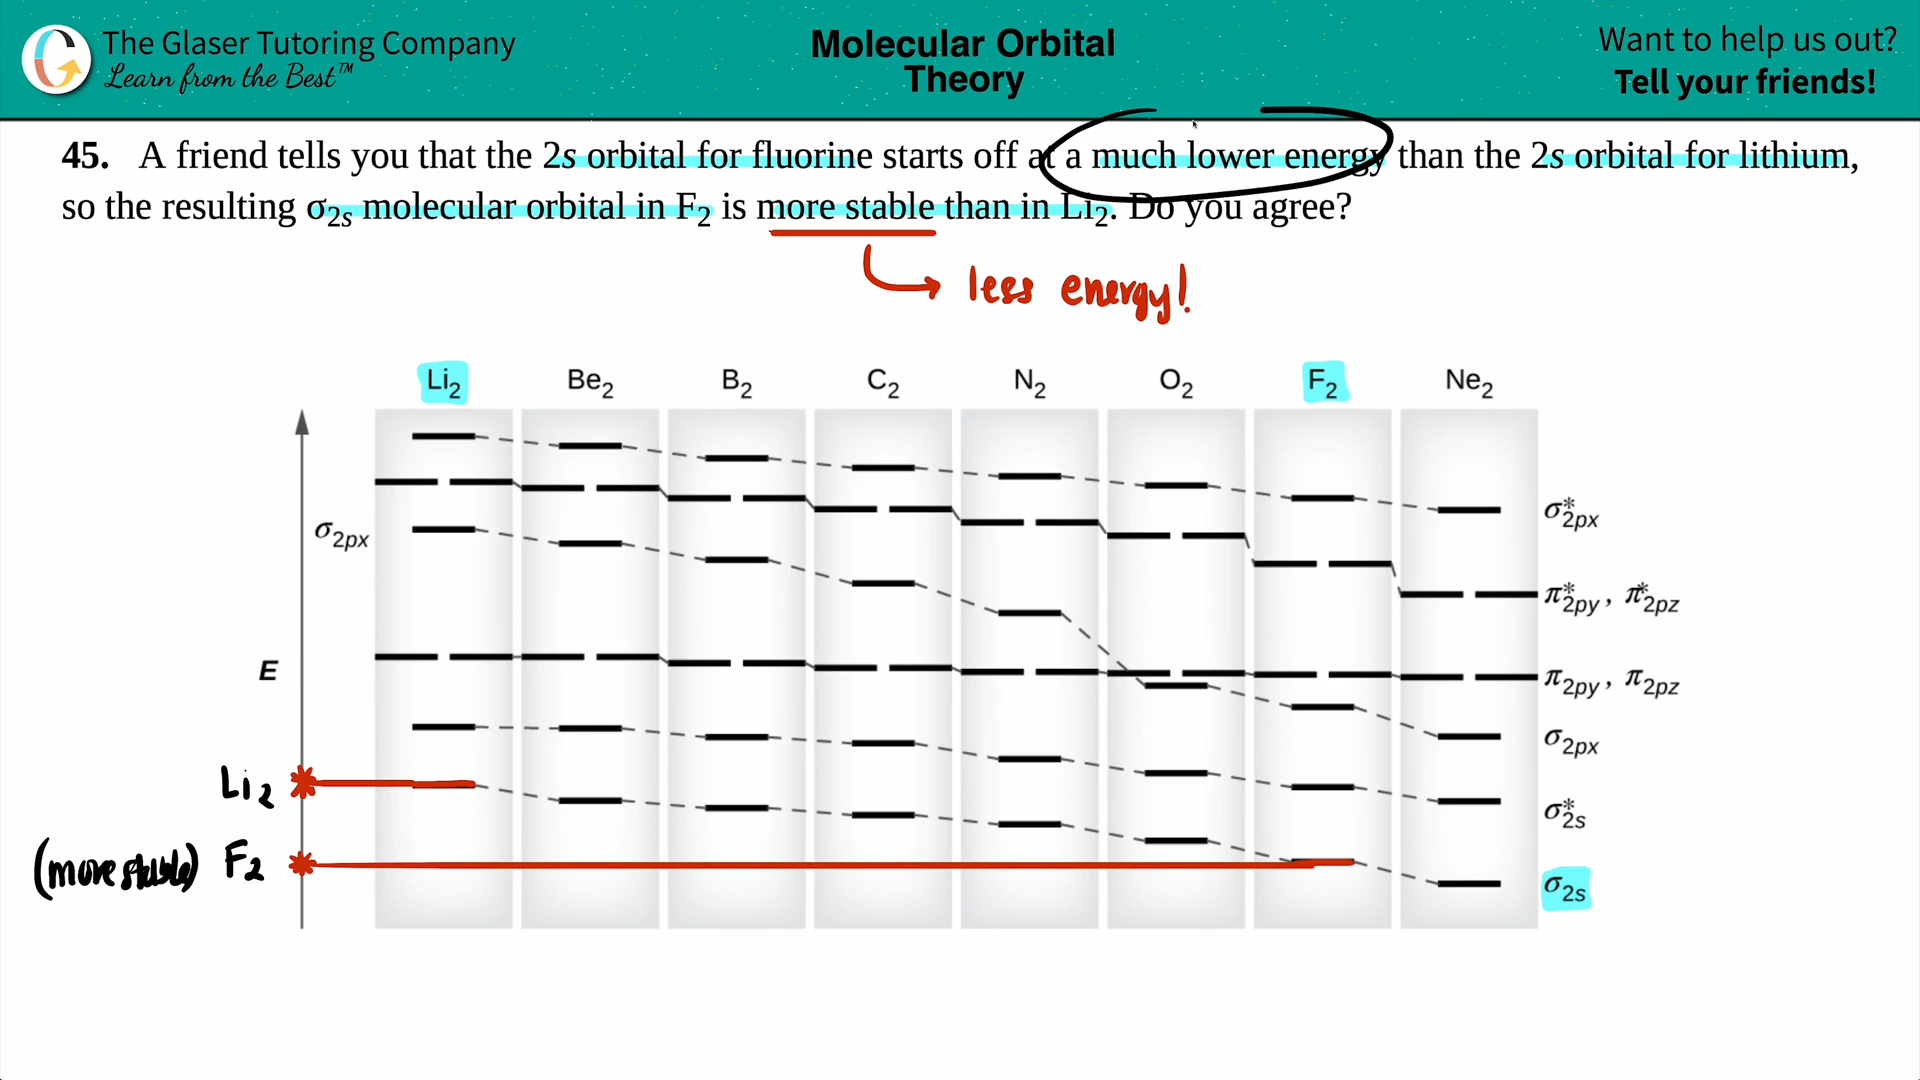 The Glaser Tutoring Company
Learn from the Best™
Molecular Orbital
Theory
Want to help us out?
Tell your friends!
45. A friend tells you that the 2s orbital for fluorine starts off at a much lower energy than the 2s orbital for lithium,
so the resulting σ2s molecular orbital in F2 is more stable than in Li2. Do you agree?
less energy!
Li2 Be2 B2 C2 N2 O2 F2 Ne2
σ*2px
σ2px
π*2py, π*2pz
E
π2py, π2pz
σ2px
Li2
σ*2s
(more stable) F2
σ2s